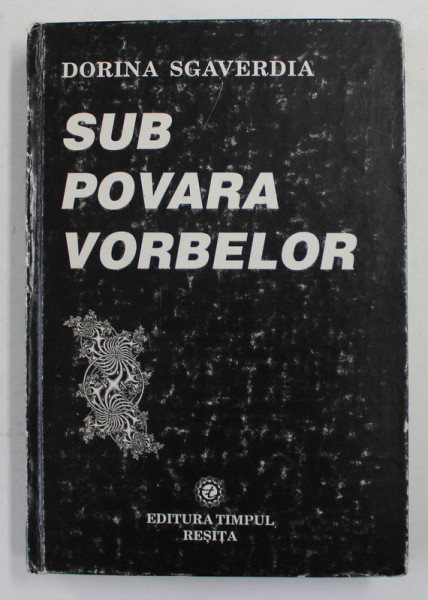 DORINA SGAVERDIA
SUB
POVARA
VORBELOR
EDITURA TIMPUL
REȘIȚA